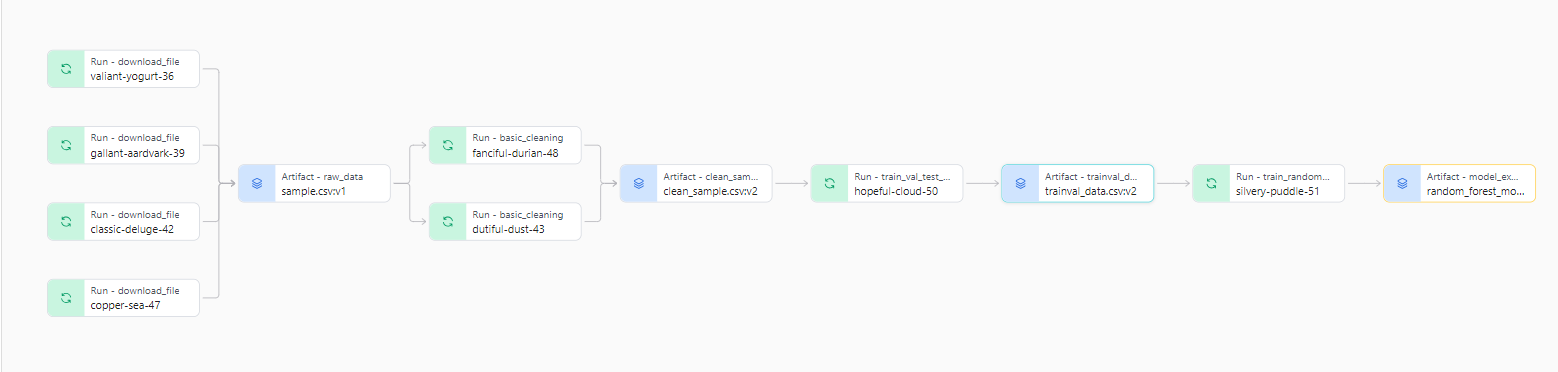 Run - download_file
valiant-yogurt-36
Run - download_file
gallant-aardvark-39
Run - download_file
classic-deluge-42
Run - download_file
copper-sea-47
Artifact - raw_data
sample.csv:v1
Run - basic_cleaning
fanciful-durian-48
Run - basic_cleaning
dutiful-dust-43
Artifact - clean_sam...
clean_sample.csv:v2
Run - train_val_test_...
hopeful-cloud-50
Artifact - trainval_d...
trainval_data.csv:v2
Run - train_random...
silvery-puddle-51
Artifact - model_ex...
random_forest_mo...